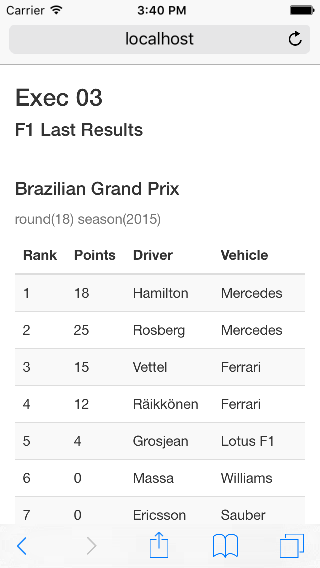 Carrier 3:40 PM
localhost
Exec 03
F1 Last Results
Brazilian Grand Prix
round(18) season(2015)
Rank Points Driver Vehicle
1 18 Hamilton Mercedes
2 25 Rosberg Mercedes
3 15 Vettel Ferrari
4 12 Räikkönen Ferrari
5 4 Grosjean Lotus F1
6 0 Massa Williams
7 0 Ericsson Sauber